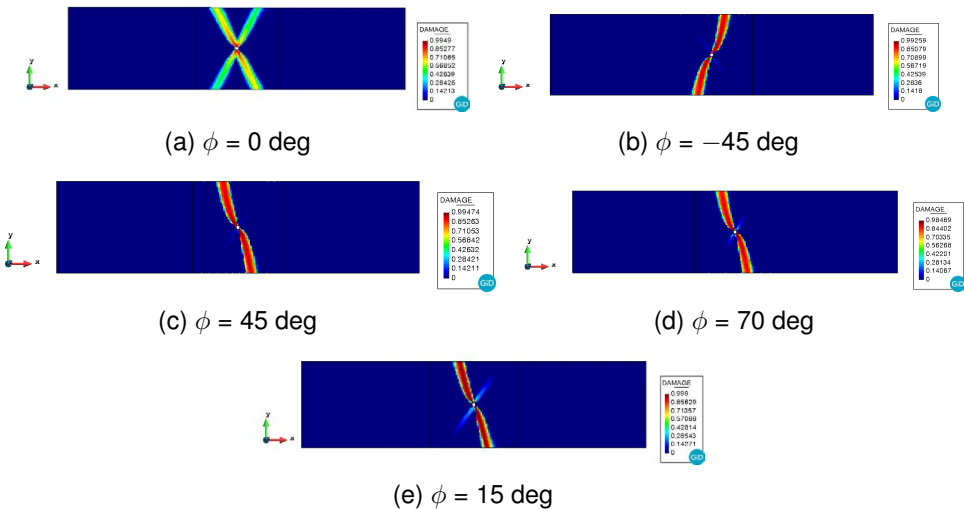 DAMAGE
0.9949
0.85277
0.71065
0.56852
0.42639
0.28426
0.14213
0
GiD
y
x
(a) ϕ = 0 deg
DAMAGE
0.99259
0.85079
0.70899
0.56719
0.42539
0.2836
0.1418
0
GiD
y
x
(b) ϕ = −45 deg
DAMAGE
0.99474
0.85263
0.71053
0.56842
0.42632
0.28421
0.14211
0
GiD
y
x
(c) ϕ = 45 deg
DAMAGE
0.98469
0.84402
0.70335
0.56268
0.42201
0.28134
0.14067
0
GiD
y
x
(d) ϕ = 70 deg
DAMAGE
0.999
0.85629
0.71357
0.57086
0.42814
0.28543
0.14271
0
GiD
y
x
(e) ϕ = 15 deg